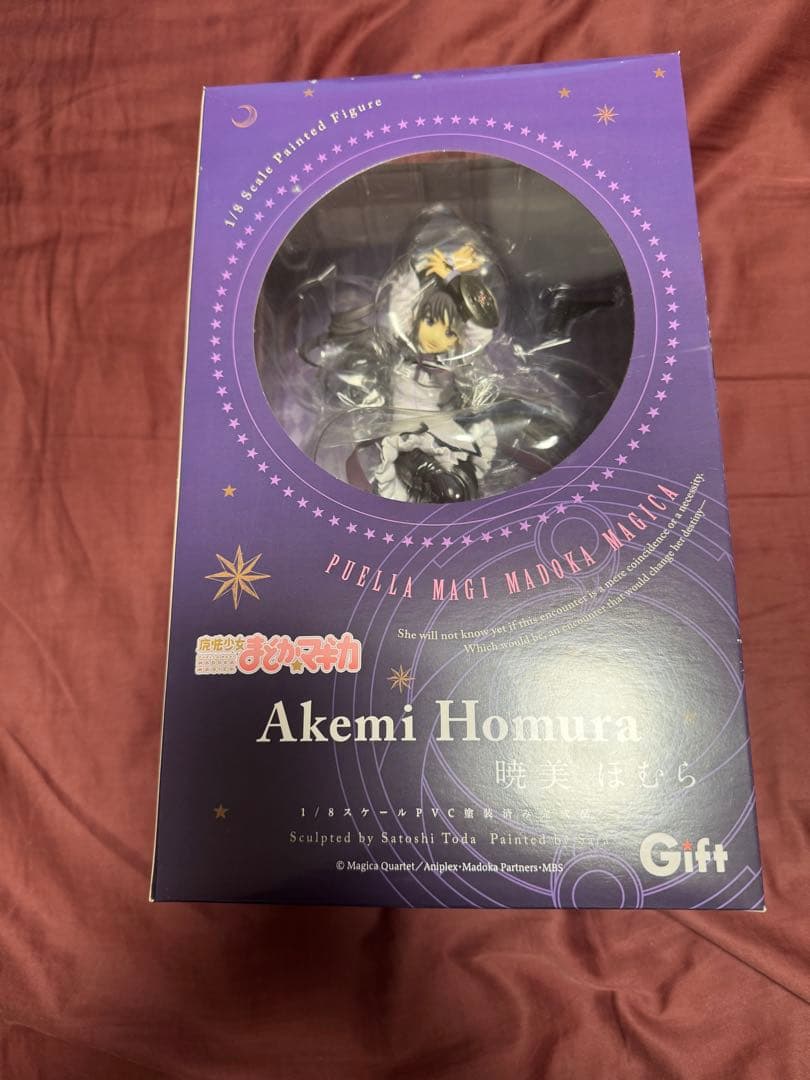 1/8 Scale Painted Figure
PUELLA MAGI MADOKA MAGICA
She will not know yet if this encounter is a mere coincidence or a necessity.
Which would be, an encounter that would change her destiny—
魔法少女
まどか☆マギカ
Akemi Homura
暁美 ほむら
1/8スケールPVC塗装済み完成品
Sculpted by Satoshi Toda Painted by
Gift
© Magica Quartet／Aniplex・Madoka Partners・MBS